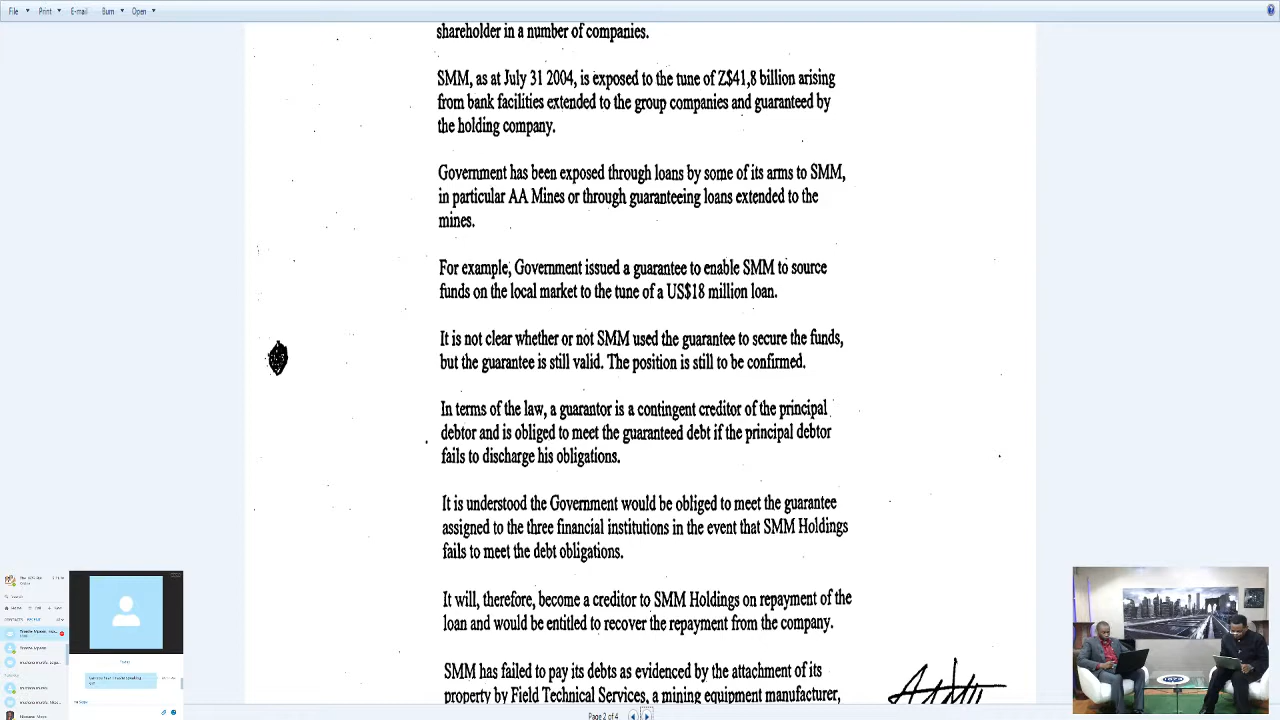 File Print E-mail Burn Open
shareholder in a number of companies.
SMM, as at July 31 2004, is exposed to the tune of Z$41,8 billion arising
from bank facilities extended to the group companies and guaranteed by
the holding company.
Government has been exposed through loans by some of its arms to SMM,
in particular AA Mines or through guaranteeing loans extended to the
mines.
For example, Government issued a guarantee to enable SMM to source
funds on the local market to the tune of a US$18 million loan.
It is not clear whether or not SMM used the guarantee to secure the funds,
but the guarantee is still valid. The position is still to be confirmed.
In terms of the law, a guarantor is a contingent creditor of the principal
debtor and is obliged to meet the guaranteed debt if the principal debtor
fails to discharge his obligations.
It is understood the Government would be obliged to meet the guarantee
assigned to the three financial institutions in the event that SMM Holdings
fails to meet the debt obligations.
It will, therefore, become a creditor to SMM Holdings on repayment of the
loan and would be entitled to recover the repayment from the company.
SMM has failed to pay its debts as evidenced by the attachment of its
property by Field Technical Services, a mining equipment manufacturer,
Page 2 of 4